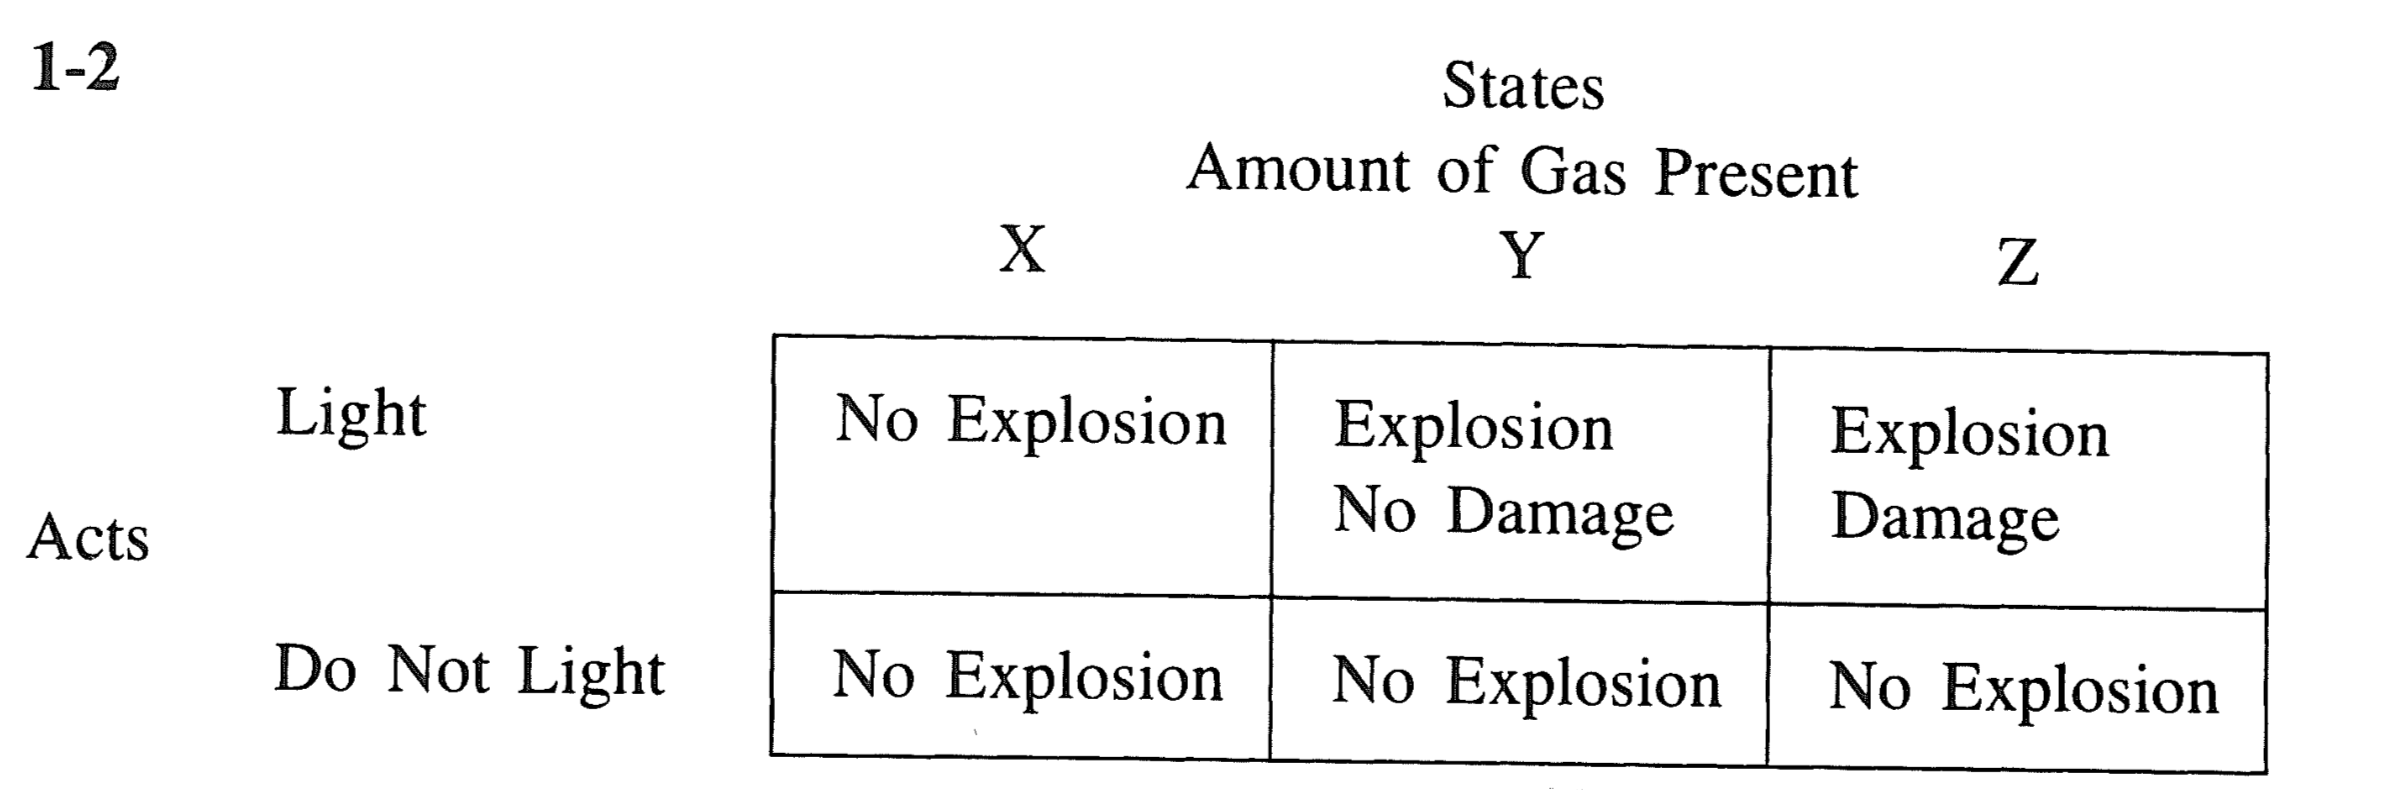 1-2
States
Amount of Gas Present
X Y Z
Light No Explosion Explosion Explosion
No Damage Damage
Acts
Do Not Light No Explosion No Explosion No Explosion